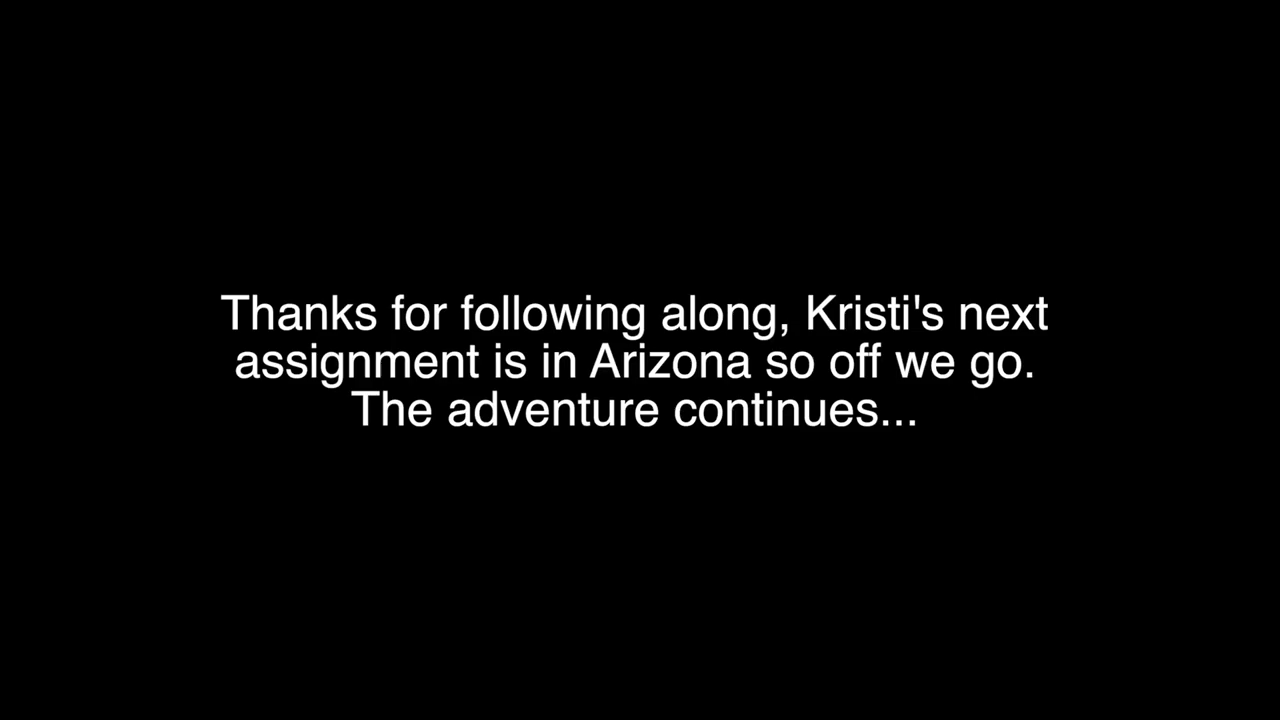 Thanks for following along, Kristi's next
assignment is in Arizona so off we go.
The adventure continues...